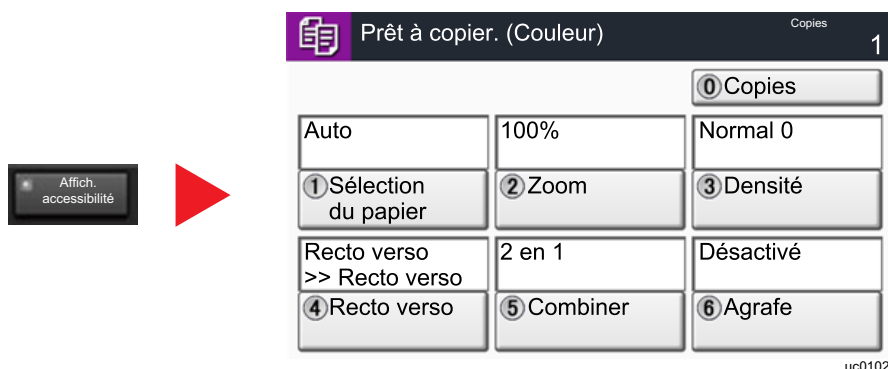 Affich.
accessibilité
Prêt à copier. (Couleur)
Copies
1
0 Copies
Auto
100%
Normal 0
1 Sélection
du papier
2 Zoom
3 Densité
Recto verso
>> Recto verso
2 en 1
Désactivé
4 Recto verso
5 Combiner
6 Agrafe
uc0102